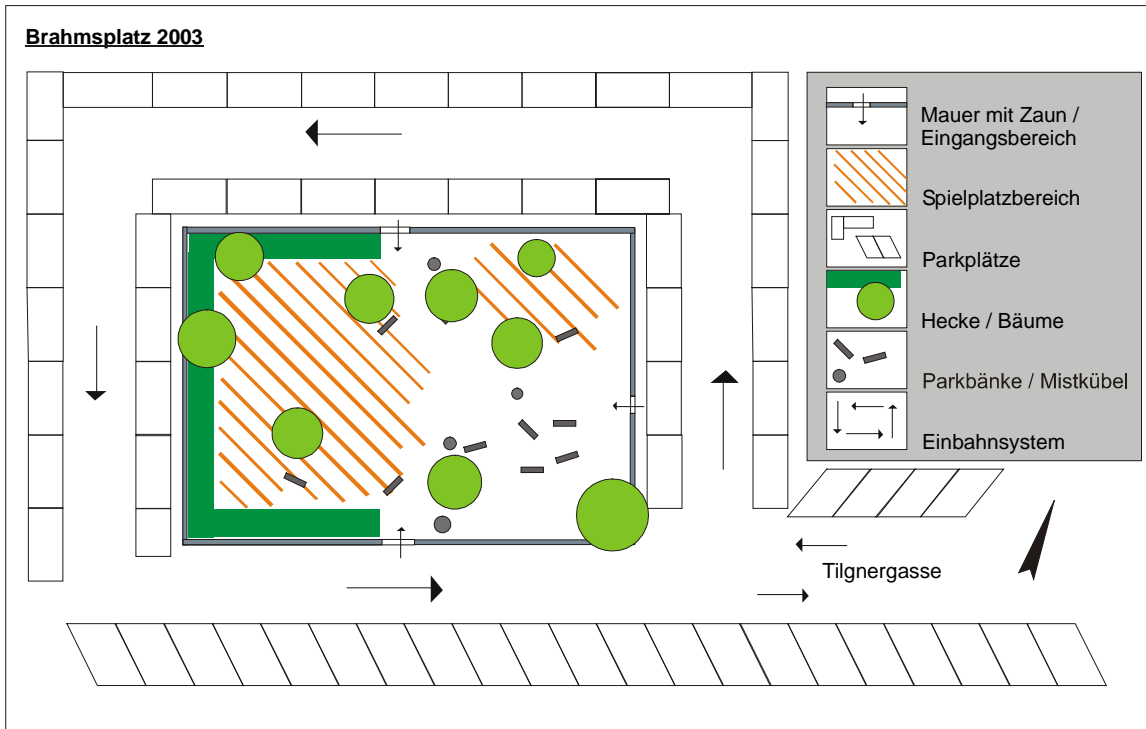 Brahmsplatz 2003
Mauer mit Zaun /
Eingangsbereich
Spielplatzbereich
Parkplätze
Hecke / Bäume
Parkbänke / Mistkübel
Einbahnsystem
Tilgnergasse